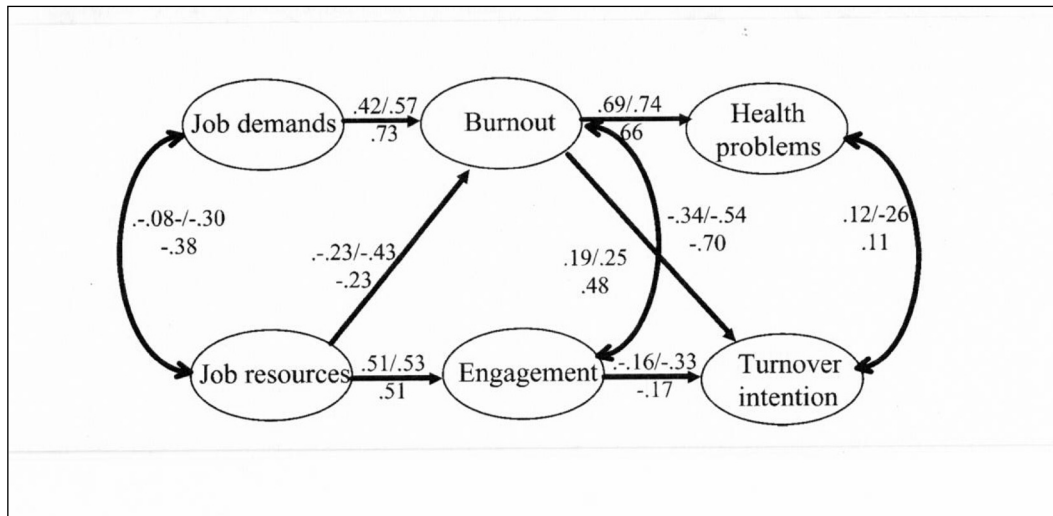 Job demands
.42/.57
.73
Burnout
.69/.74
66
Health
problems
.-.08-/-.30
-.38
.-.23/-.43
-.23
.19/.25
.48
-.34/-.54
-.70
.12/-26
.11
Job resources
.51/.53
.51
Engagement
.-.16/-.33
-.17
Turnover
intention